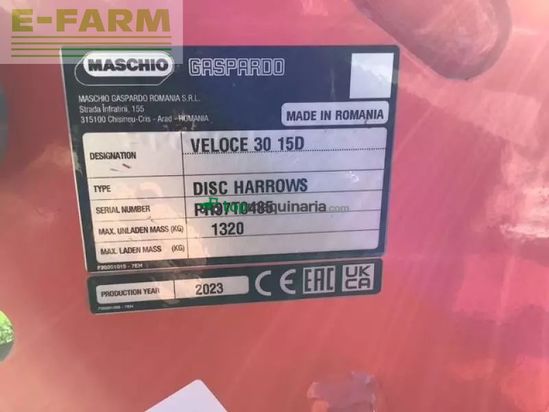 E-FARM
MASCHIO GASPARDO
MASCHIO GASPARDO ROMANIA S.R.L.
Strada Înfratirii, 155
315100 Chisineu-Cris - Arad - ROMANIA
MADE IN ROMANIA
DESIGNATION VELOCE 30 15D
TYPE DISC HARROWS
SERIAL NUMBER
MAX. UNLADEN MASS (KG) 1320
MAX. LADEN MASS (KG)
PRODUCTION YEAR 2023 CE EAC UK CA